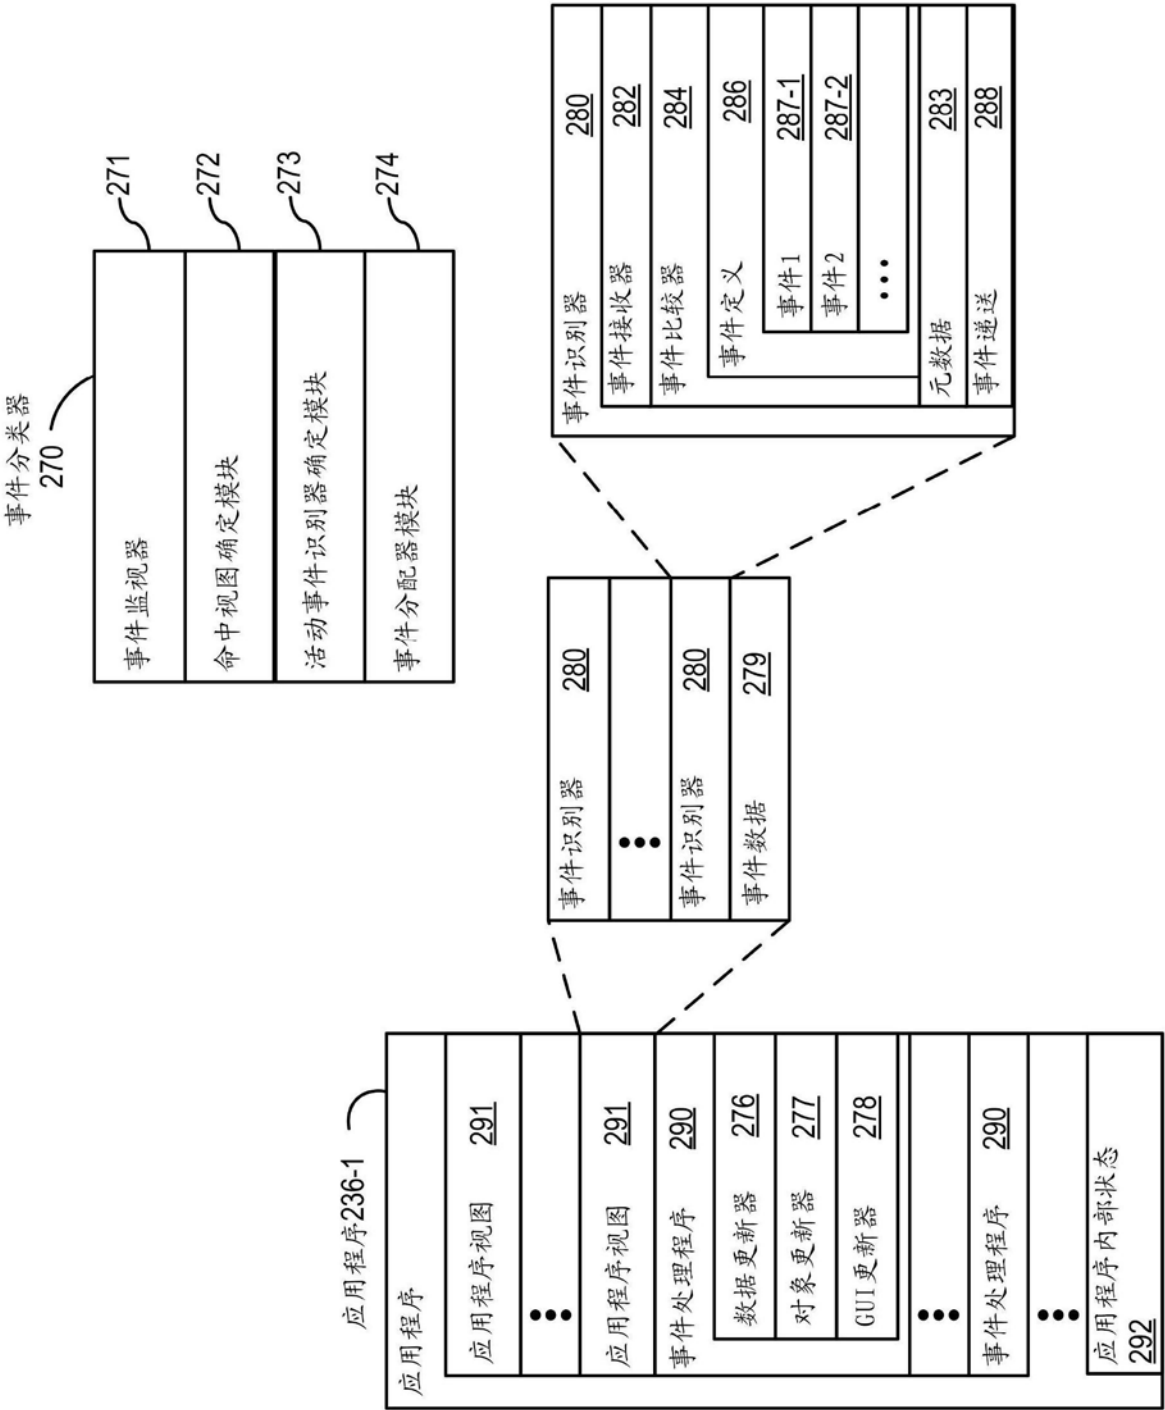 事件分类器
270
事件监视器
271
命中视图确定模块
272
活动事件识别器确定模块
273
事件分配器模块
274
应用程序236-1
应用程序
应用程序视图 291
•••
应用程序视图 291
事件处理程序 290
数据更新器 276
对象更新器 277
GUI更新器 278
•••
事件处理程序 290
•••
应用程序内部状态
292
事件识别器 280
•••
事件识别器 280
事件数据 279
事件识别器 280
事件接收器 282
事件比较器 284
事件定义 286
事件1 287-1
事件2 287-2
•••
元数据 283
事件递送 288